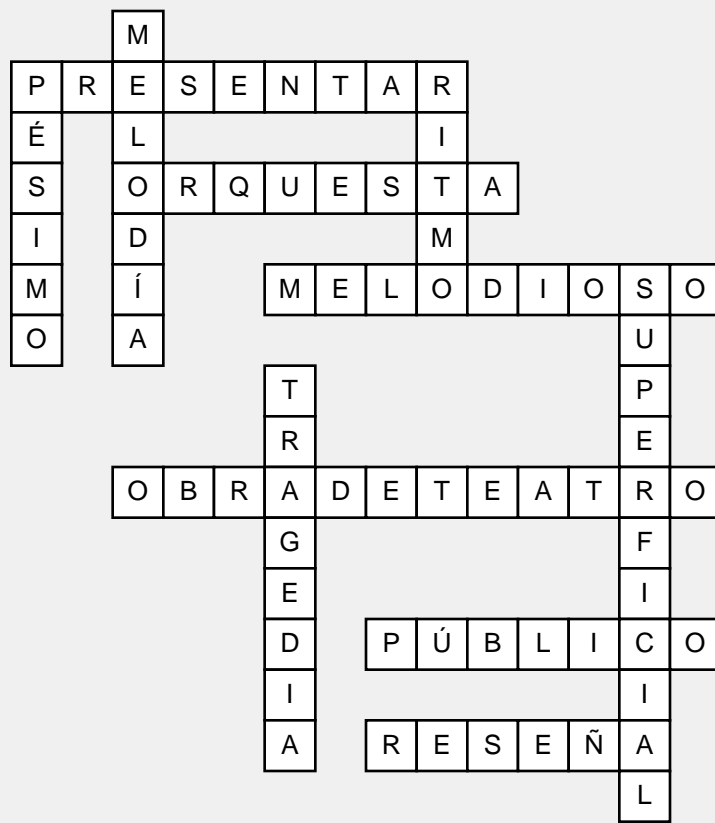 M
P R E S E N T A R
É L I
S O R Q U E S T A
I D M
M Í M E L O D I O S O
O A U
T P
R E
O B R A D E T E A T R O
G F
E I
D P Ú B L I C O
I I
A R E S E Ñ A
L